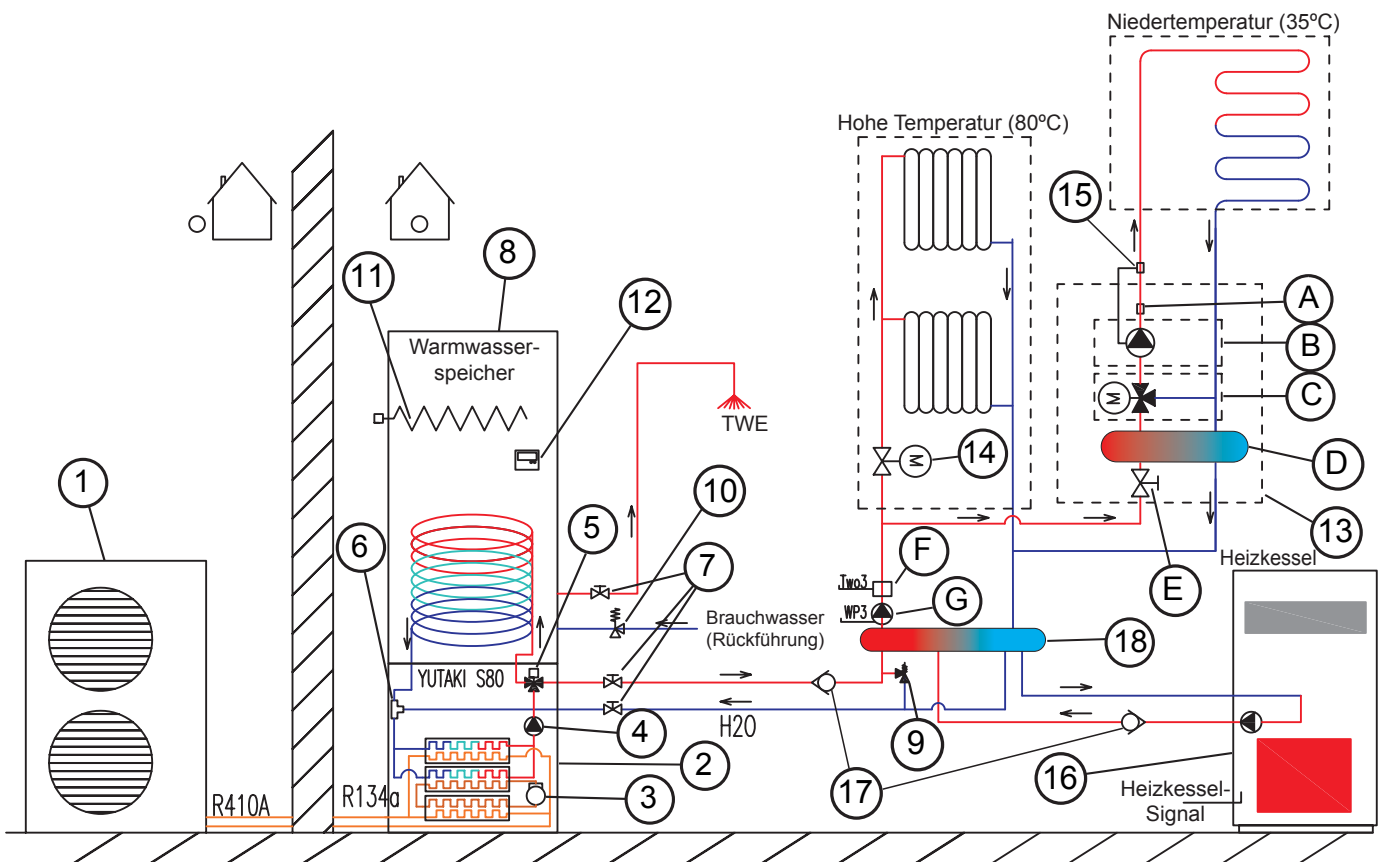 Niedertemperatur (35ºC)
Hohe Temperatur (80ºC)
15
8
11
12
A
B
C
M
Warmwasser-
speicher
TWE
M
14
D
1
10
5
6
7
13
E
F
Heizkessel
Two3
WP3
G
Brauchwasser
(Rückführung)
18
YUTAKI S80
4
H2O
9
2
16
17
3
R410A
R134a
Heizkessel-
Signal